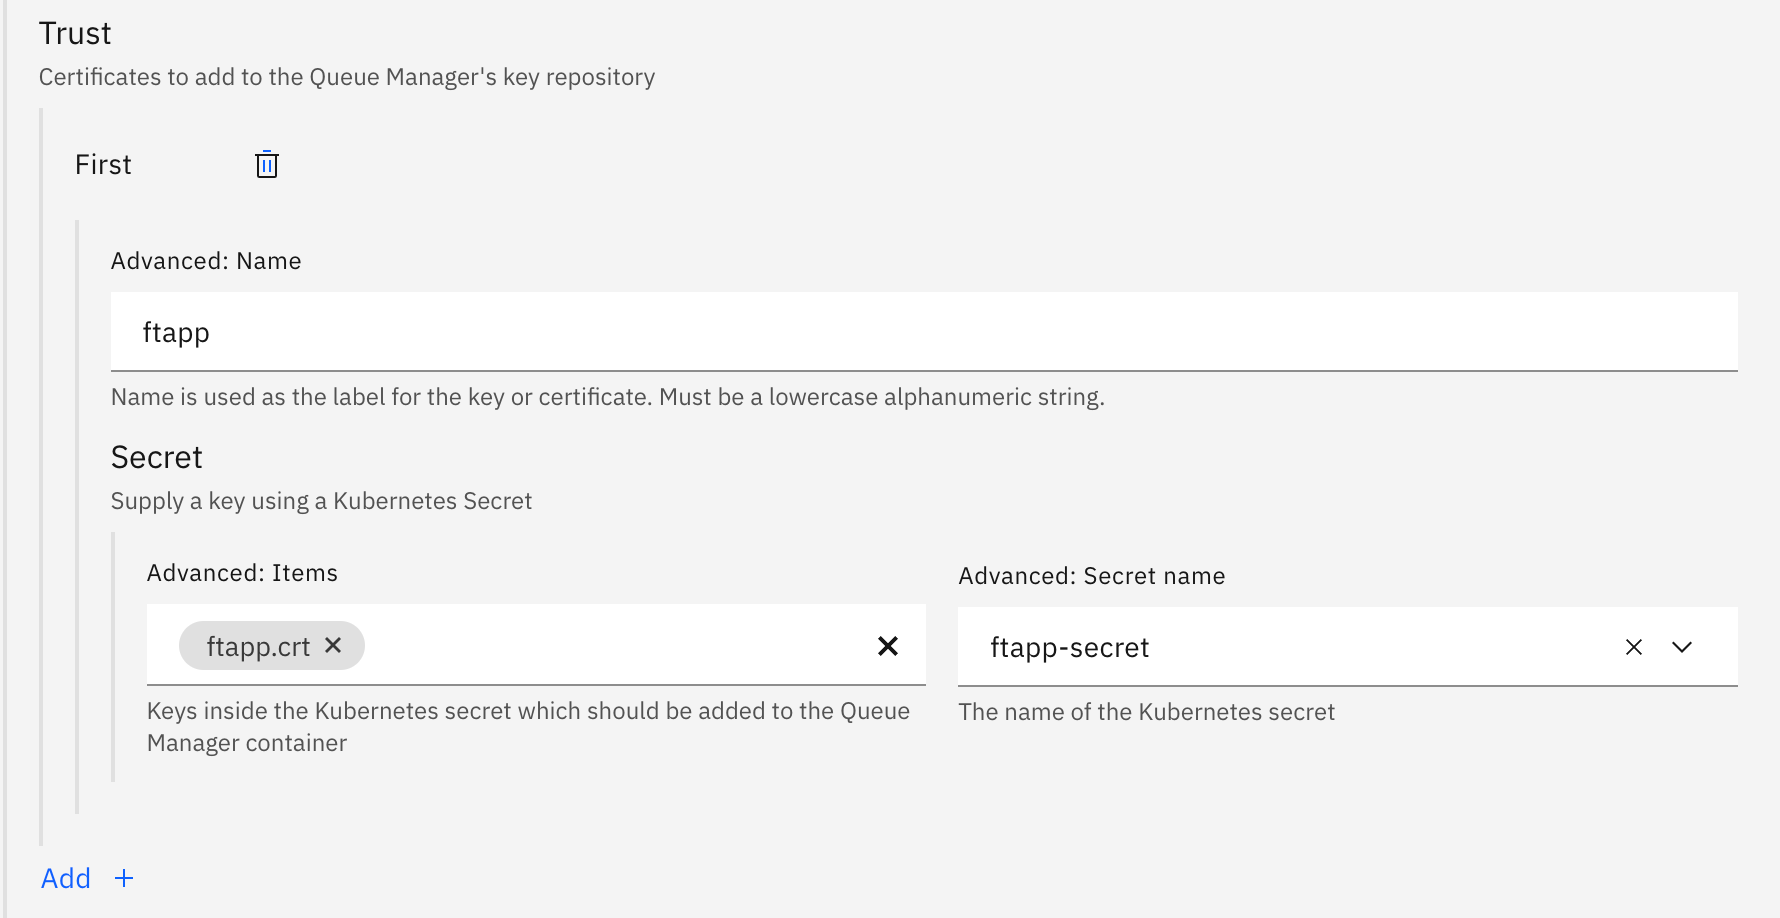 Trust
Certificates to add to the Queue Manager's key repository
First
Advanced: Name
ftapp
Name is used as the label for the key or certificate. Must be a lowercase alphanumeric string.
Secret
Supply a key using a Kubernetes Secret
Advanced: Items
ftapp.crt
Keys inside the Kubernetes secret which should be added to the Queue
Manager container
Advanced: Secret name
ftapp-secret
The name of the Kubernetes secret
Add +